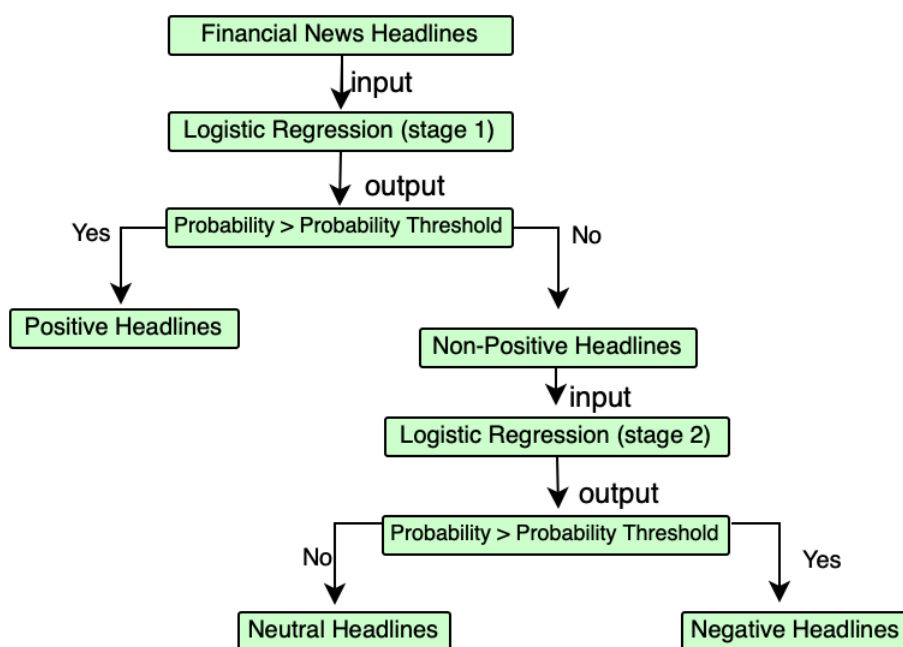 Financial News Headlines
input
Logistic Regression (stage 1)
output
Probability > Probability Threshold
Yes
No
Positive Headlines
Non-Positive Headlines
input
Logistic Regression (stage 2)
output
Probability > Probability Threshold
No
Yes
Neutral Headlines
Negative Headlines